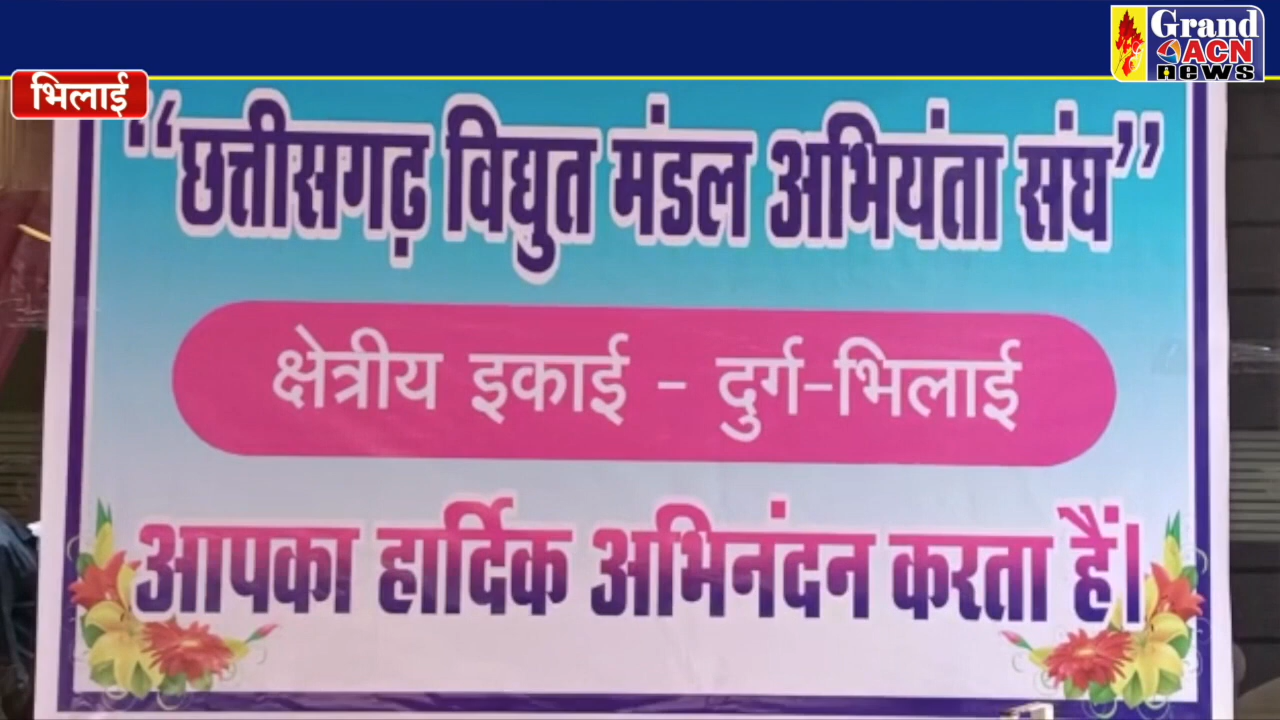 Grand
ACN
news
भिलाई
“छत्तीसगढ़ विद्युत मंडल अभियंता संघ”
क्षेत्रीय इकाई - दुर्ग-भिलाई
आपका हार्दिक अभिनंदन करता हैं।